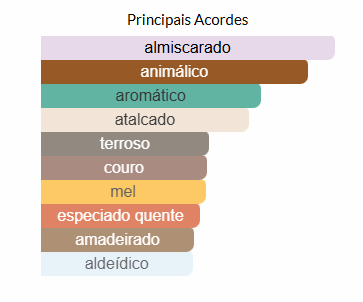 Principais Acordes
almiscarado
animálico
aromático
atalcado
terroso
couro
mel
especiado quente
amadeirado
aldeídico